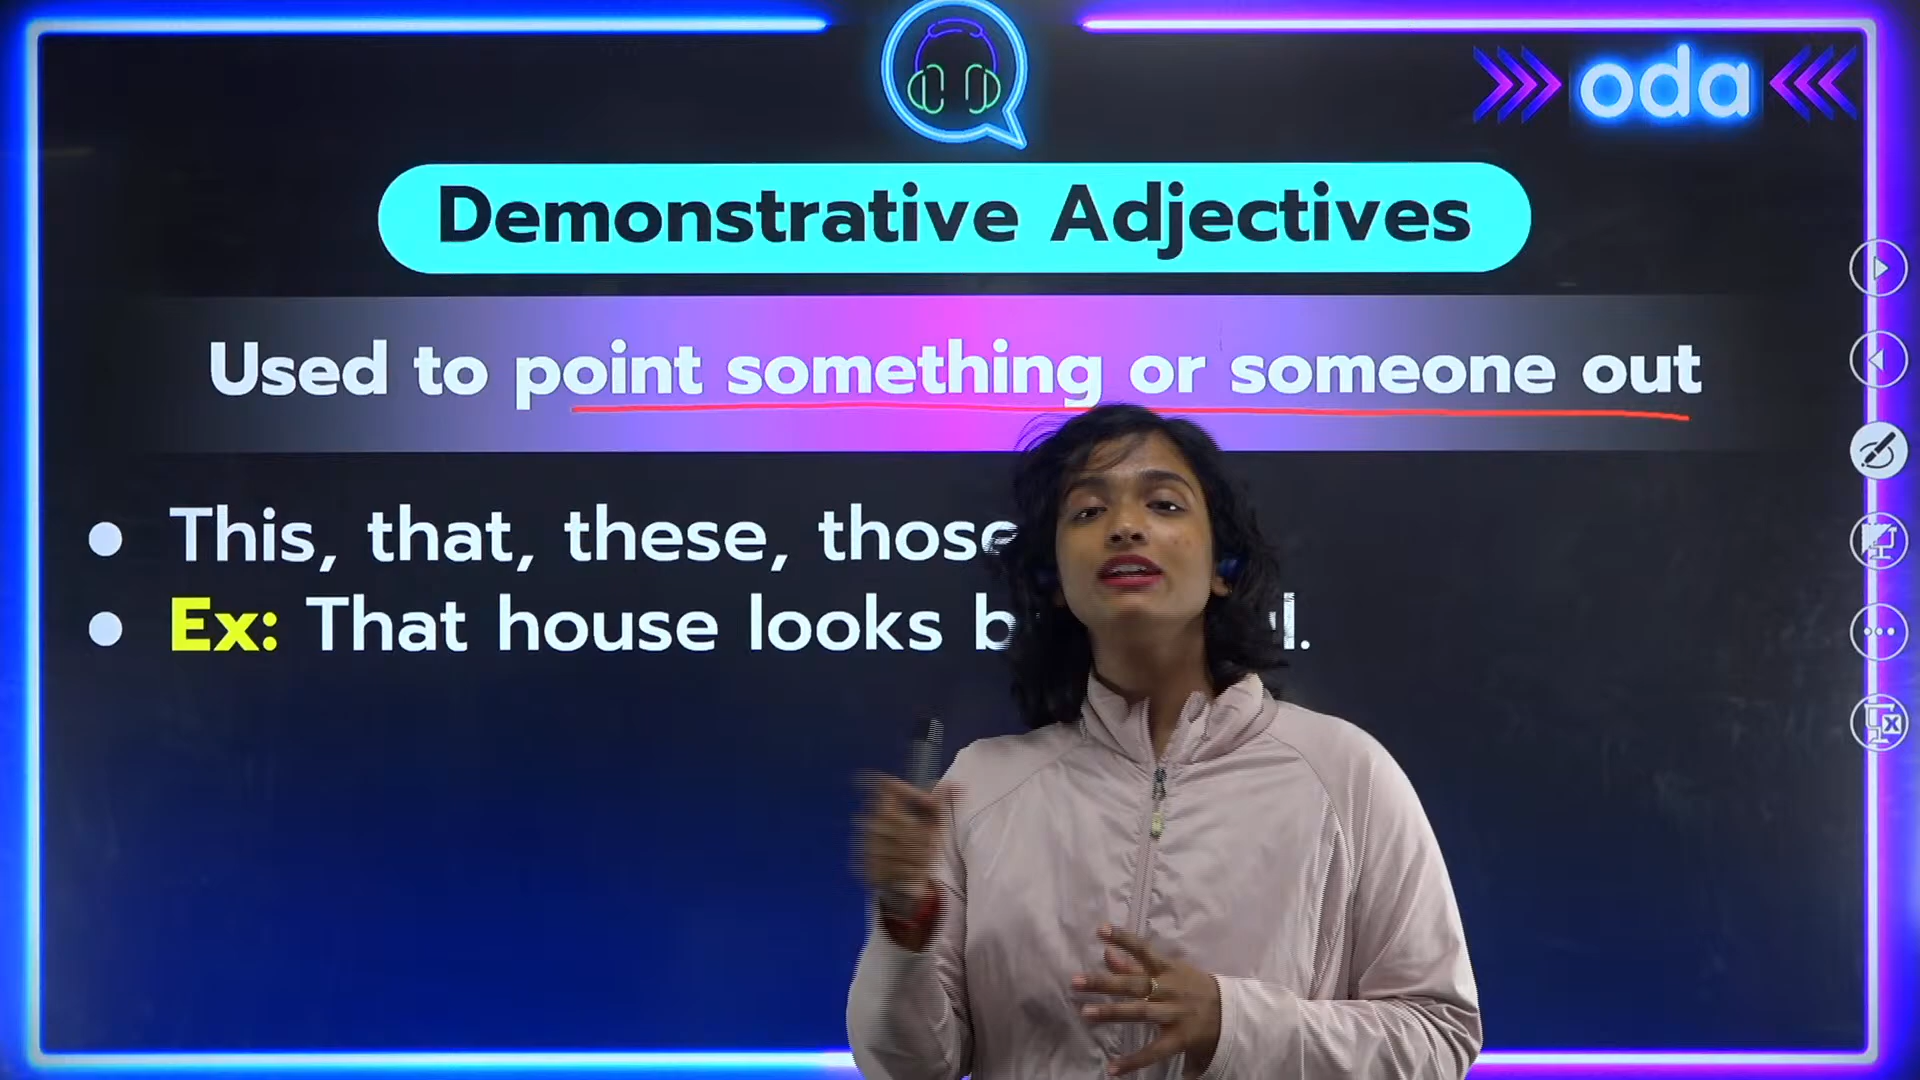 oda
Demonstrative Adjectives
Used to point something or someone out
This, that, these, those
Ex: That house looks